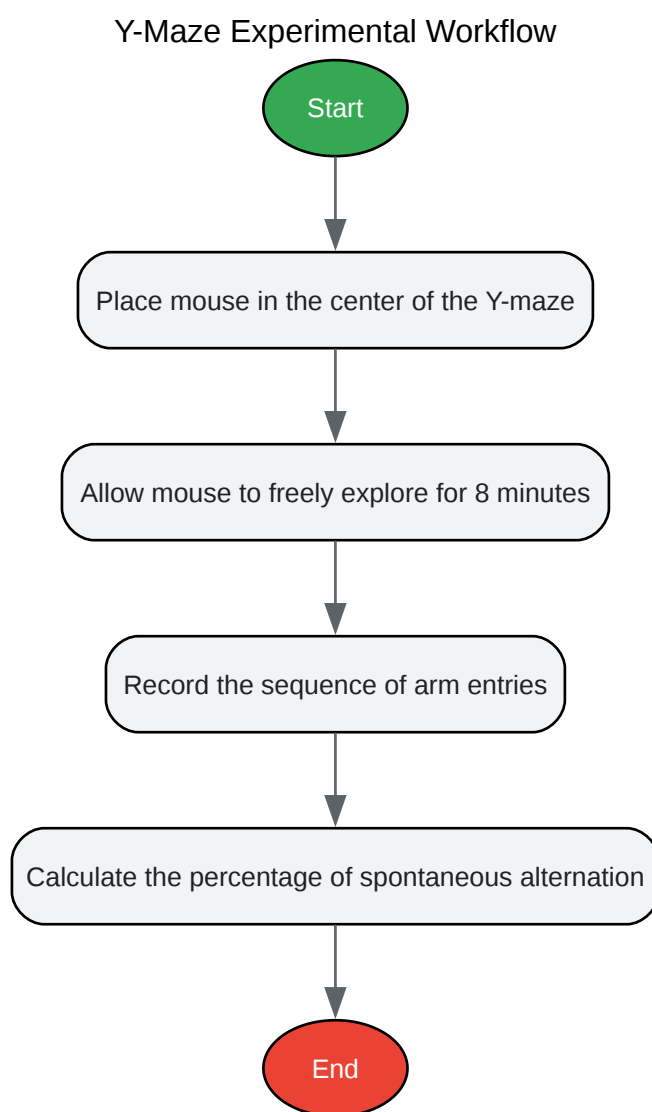 Y-Maze Experimental Workflow
Start
Place mouse in the center of the Y-maze
Allow mouse to freely explore for 8 minutes
Record the sequence of arm entries
Calculate the percentage of spontaneous alternation
End